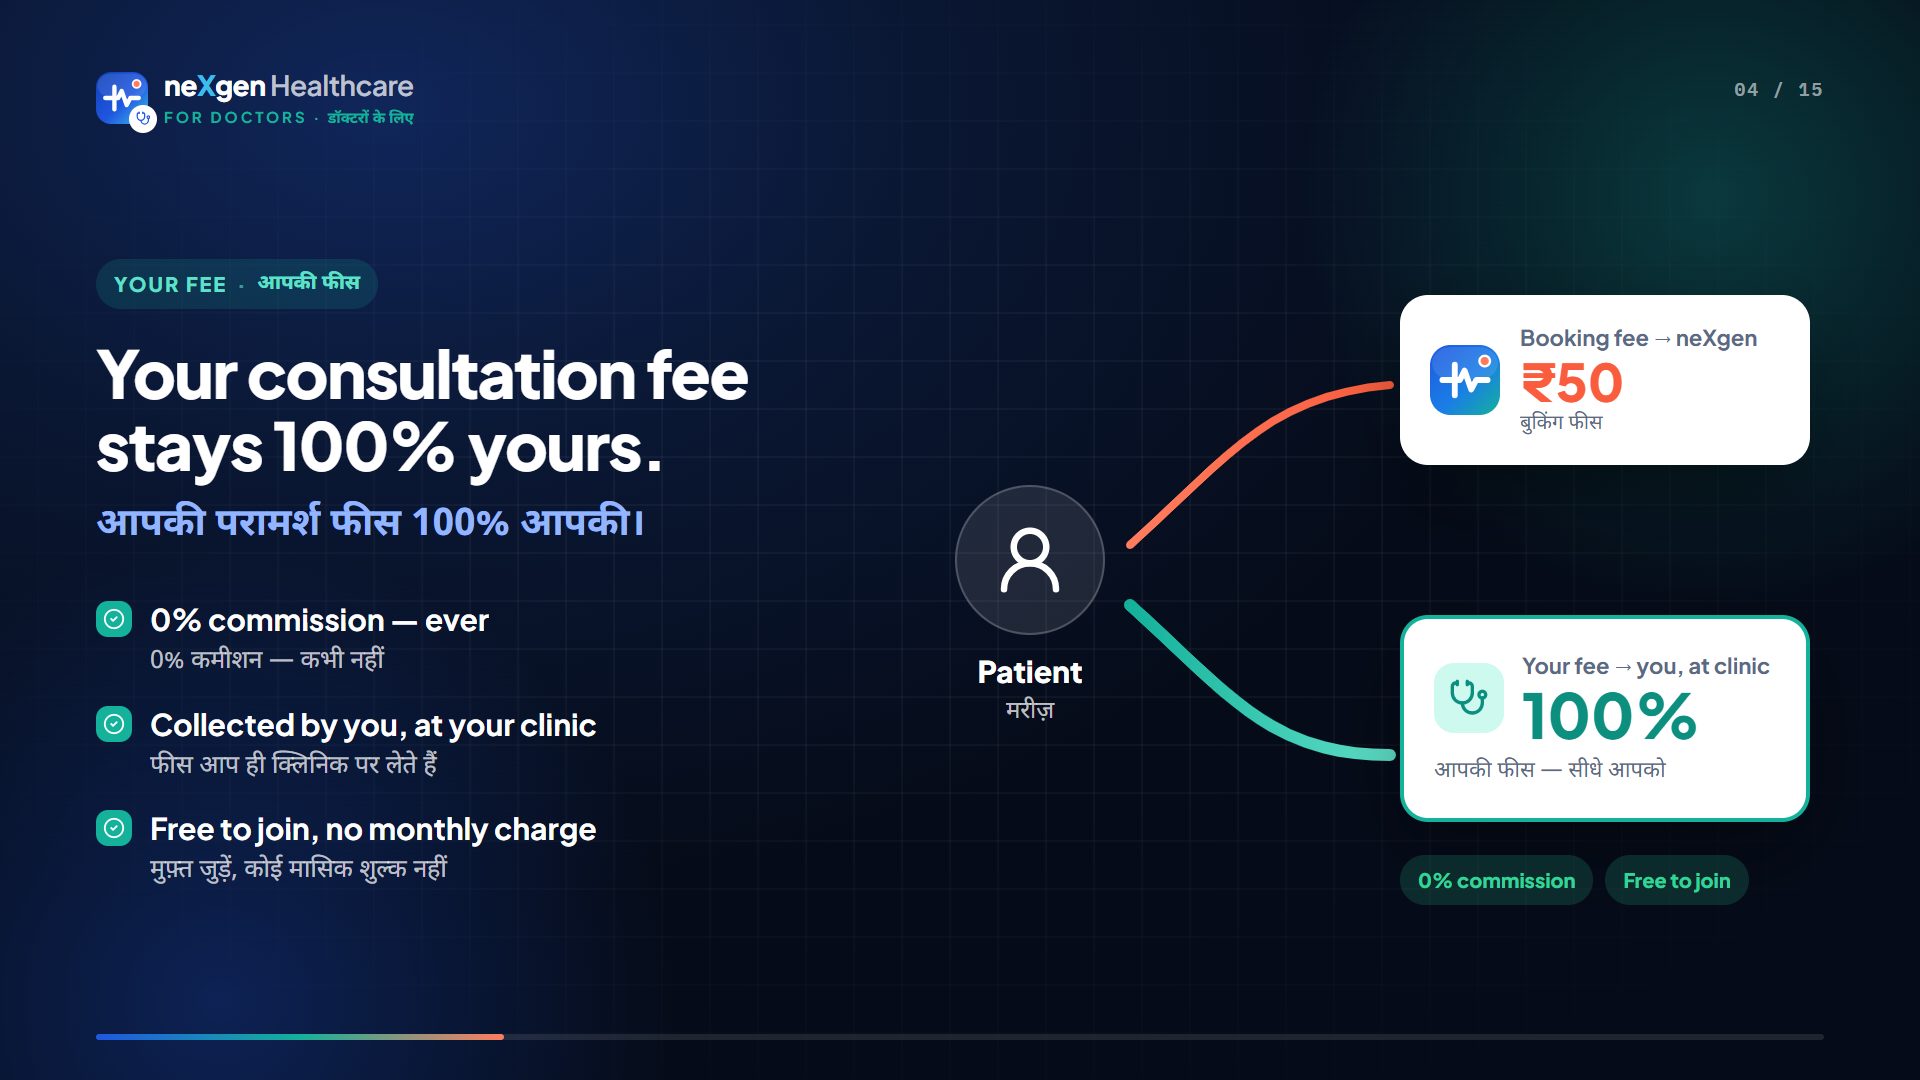 neXgen Healthcare
FOR DOCTORS · डॉक्टरों के लिए
04 / 15
YOUR FEE · आपकी फीस
Your consultation fee
stays 100% yours.
आपकी परामर्श फीस 100% आपकी।
0% commission — ever
0% कमीशन — कभी नहीं
Collected by you, at your clinic
फीस आप ही क्लिनिक पर लेते हैं
Free to join, no monthly charge
मुफ़्त जुड़ें, कोई मासिक शुल्क नहीं
Patient
मरीज़
Booking fee → neXgen
₹50
बुकिंग फीस
Your fee → you, at clinic
100%
आपकी फीस — सीधे आपको
0% commission
Free to join